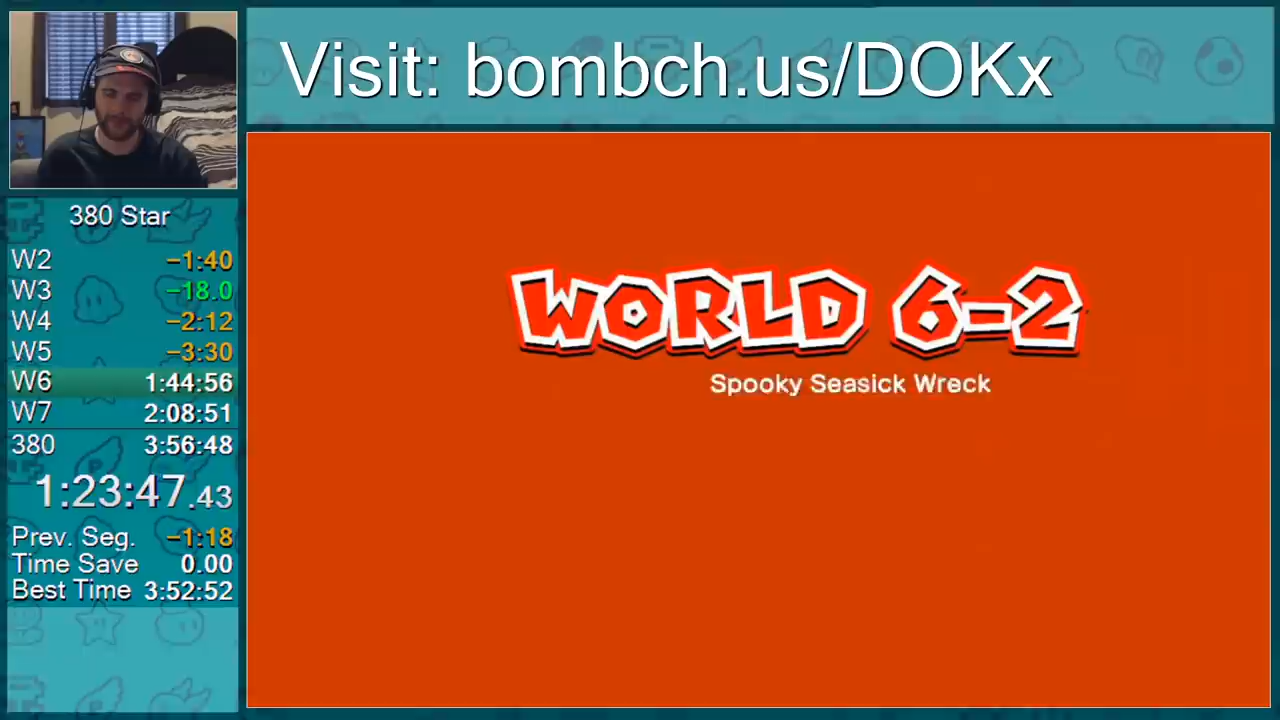 Visit: bombch.us/DOKx
380 Star
W2 −1:40
W3 −18.0
W4 −2:12
W5 −3:30
W6 1:44:56
W7 2:08:51
380 3:56:48
1:23:47.43
Prev. Seg. −1:18
Time Save 0.00
Best Time 3:52:52
WORLD 6-2
Spooky Seasick Wreck